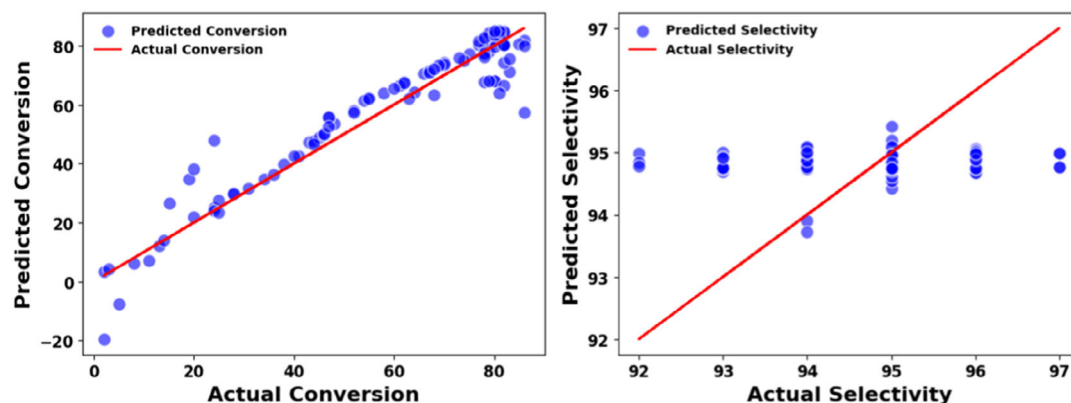 Predicted Conversion
Actual Conversion
80
60
40
20
0
−20
0 20 40 60 80
Predicted Conversion
Actual Conversion
Predicted Selectivity
Actual Selectivity
97
96
95
94
93
92
92 93 94 95 96 97
Predicted Selectivity
Actual Selectivity